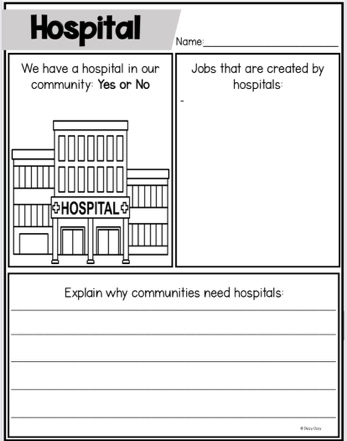 Hospital
Name:
We have a hospital in our
community: Yes or No
Jobs that are created by
hospitals:
-
HOSPITAL
Explain why communities need hospitals: